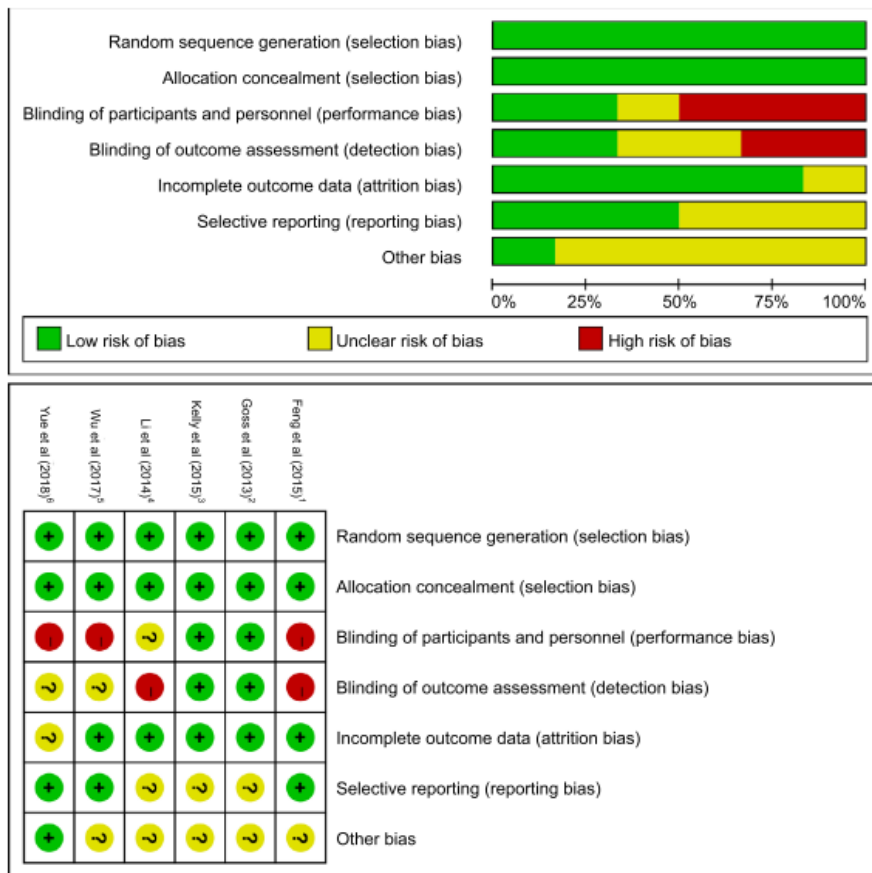 Random sequence generation (selection bias)
Allocation concealment (selection bias)
Blinding of participants and personnel (performance bias)
Blinding of outcome assessment (detection bias)
Incomplete outcome data (attrition bias)
Selective reporting (reporting bias)
Other bias
0% 25% 50% 75% 100%
Low risk of bias Unclear risk of bias High risk of bias
Yue et al (2018)⁶
Wu et al (2017)⁵
Li et al (2014)⁴
Kelly et al (2015)³
Goss et al (2013)²
Feng et al (2015)¹
+ + + + + + Random sequence generation (selection bias)
+ + + + + + Allocation concealment (selection bias)
- - ? + + - Blinding of participants and personnel (performance bias)
? ? - + + - Blinding of outcome assessment (detection bias)
? + + + + + Incomplete outcome data (attrition bias)
+ + ? ? ? + Selective reporting (reporting bias)
+ ? ? ? ? ? Other bias